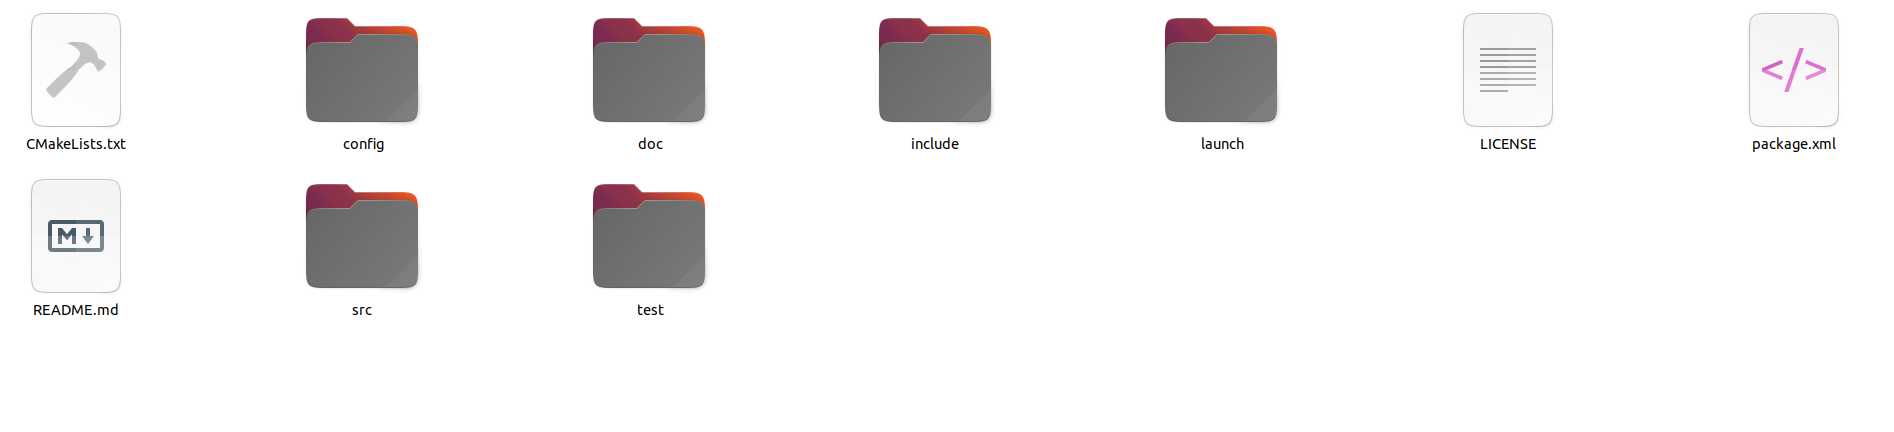 CMakeLists.txt
config
doc
include
launch
LICENSE
package.xml
README.md
src
test